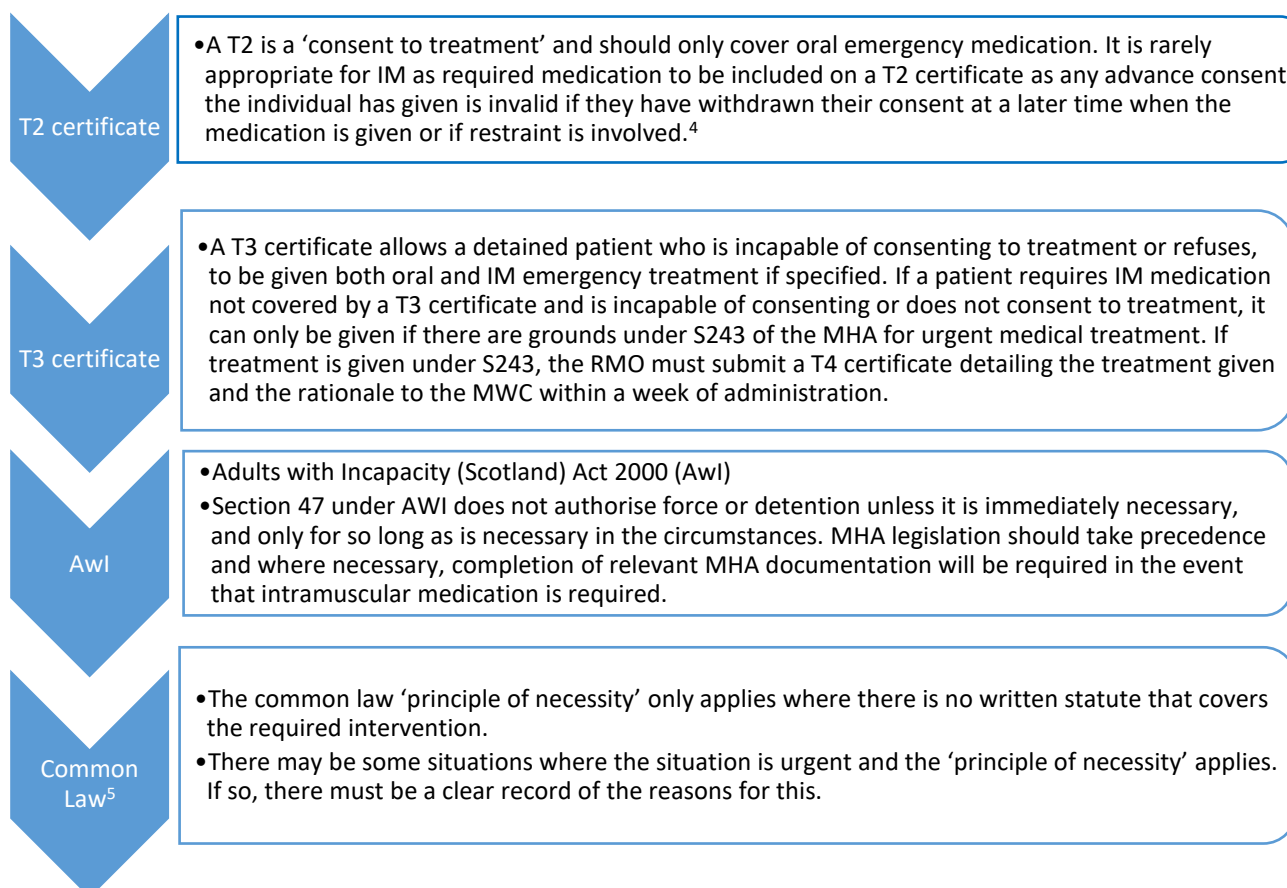 T2 certificate
•A T2 is a ‘consent to treatment’ and should only cover oral emergency medication. It is rarely
appropriate for IM as required medication to be included on a T2 certificate as any advance consent
the individual has given is invalid if they have withdrawn their consent at a later time when the
medication is given or if restraint is involved.⁴
T3 certificate
•A T3 certificate allows a detained patient who is incapable of consenting to treatment or refuses,
to be given both oral and IM emergency treatment if specified. If a patient requires IM medication
not covered by a T3 certificate and is incapable of consenting or does not consent to treatment, it
can only be given if there are grounds under S243 of the MHA for urgent medical treatment. If
treatment is given under S243, the RMO must submit a T4 certificate detailing the treatment given
and the rationale to the MWC within a week of administration.
AwI
•Adults with Incapacity (Scotland) Act 2000 (AwI)
•Section 47 under AWI does not authorise force or detention unless it is immediately necessary,
and only for so long as is necessary in the circumstances. MHA legislation should take precedence
and where necessary, completion of relevant MHA documentation will be required in the event
that intramuscular medication is required.
Common
Law⁵
•The common law ‘principle of necessity’ only applies where there is no written statute that covers
the required intervention.
•There may be some situations where the situation is urgent and the ‘principle of necessity’ applies.
If so, there must be a clear record of the reasons for this.